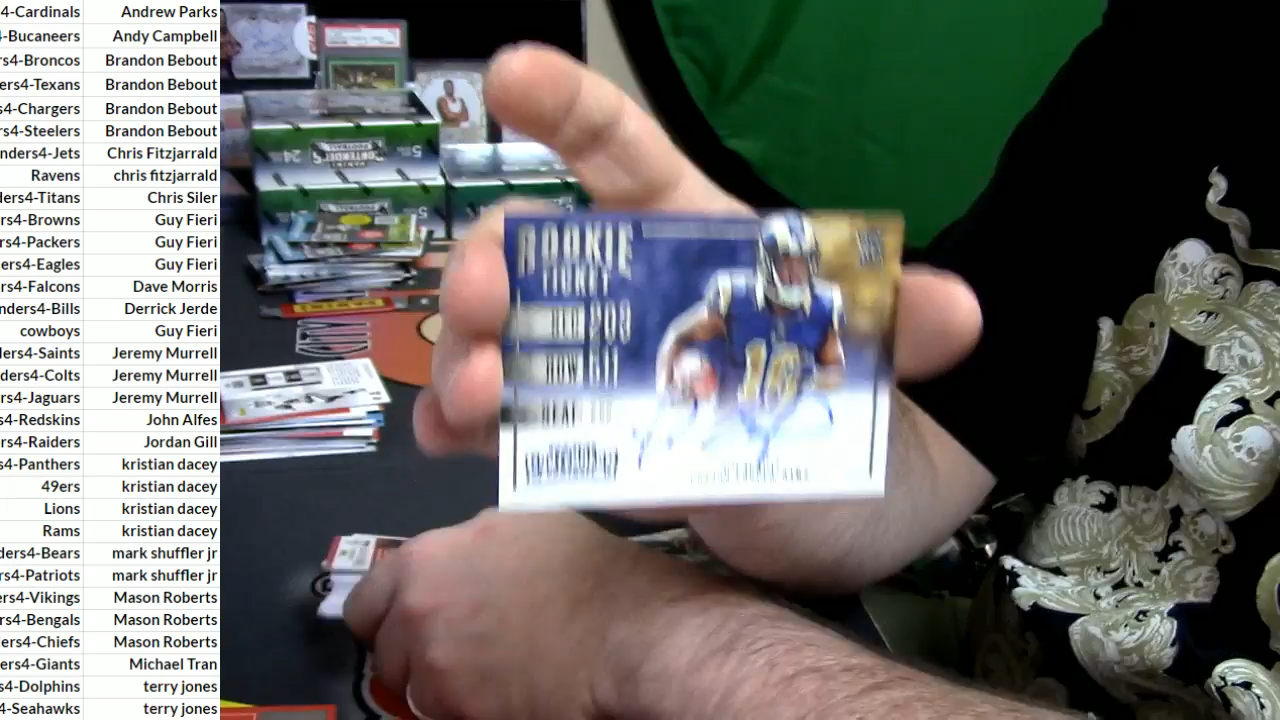 4-Cardinals Andrew Parks
4-Bucaneers Andy Campbell
rs4-Broncos Brandon Bebout
ers4-Texans Brandon Bebout
s4-Chargers Brandon Bebout
s4-Steelers Brandon Bebout
nders4-Jets Chris Fitzjarrald
Ravens chris fitzjarrald
ders4-Titans Chris Siler
rs4-Browns Guy Fieri
rs4-Packers Guy Fieri
ers4-Eagles Guy Fieri
ers4-Falcons Dave Morris
nders4-Bills Derrick Jerde
cowboys Guy Fieri
ders4-Saints Jeremy Murrell
ders4-Colts Jeremy Murrell
rs4-Jaguars Jeremy Murrell
s4-Redskins John Alfes
ers4-Raiders Jordan Gill
s4-Panthers kristian dacey
49ers kristian dacey
Lions kristian dacey
Rams kristian dacey
ders4-Bears mark shuffler jr
rs4-Patriots mark shuffler jr
ers4-Vikings Mason Roberts
rs4-Bengals Mason Roberts
ders4-Chiefs Mason Roberts
ers4-Giants Michael Tran
s4-Dolphins terry jones
4-Seahawks terry jones
ROOKIE
TICKET
CONTENDERS
24